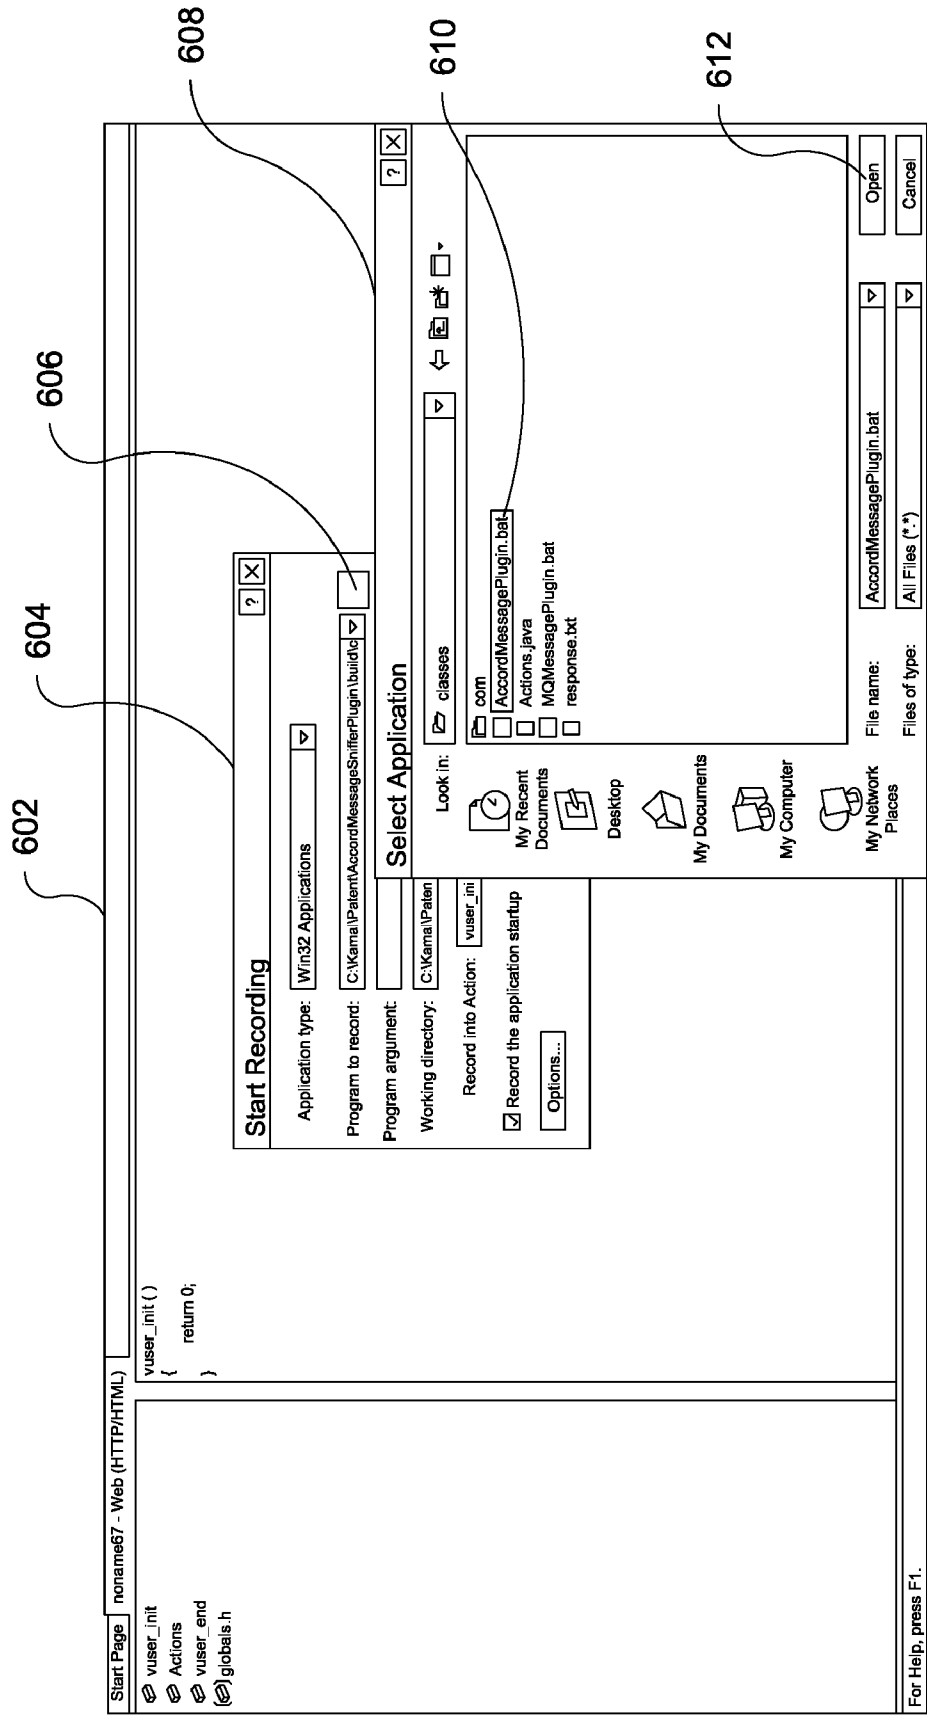 602
604
606
608
610
612
Start Page
noname67 - Web (HTTP/HTML)
vuser_init
Actions
vuser_end
globals.h
vuser_init ( )
{
return 0;
}
Start Recording
? X
Application type: Win32 Applications
Program to record: C:\Kamal\Patent\AccordMessageSnifferPlugin\build\c
Program argument:
Working directory: C:\Kamal\Paten
Record into Action: vuser_ini
Record the application startup
Options...
Select Application
? X
Look in: classes
My Recent Documents
Desktop
My Documents
My Computer
My Network Places
com
AccordMessagePlugin.bat
Actions.java
MQMessagePlugin.bat
response.txt
File name: AccordMessagePlugin.bat Open
Files of type: All Files (*.*) Cancel
For Help, press F1.